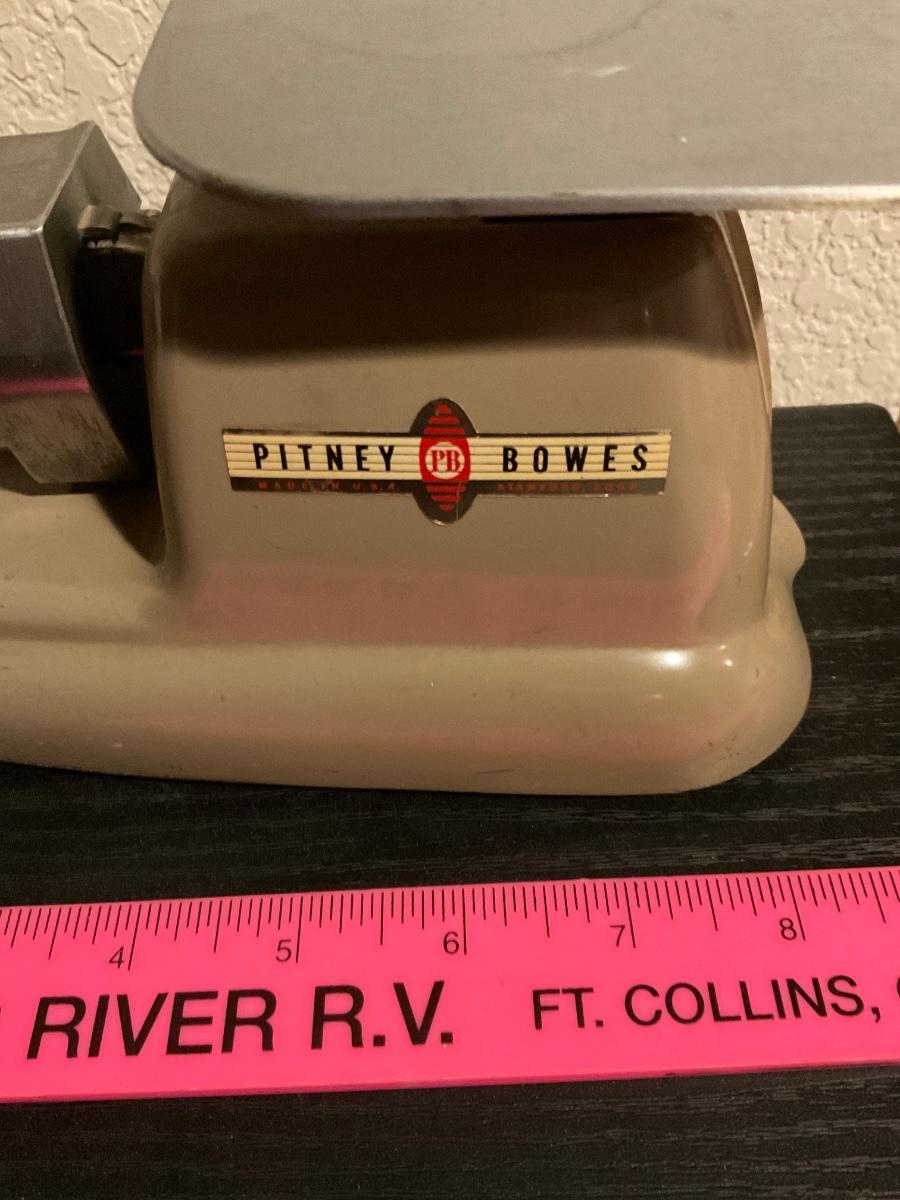 PITNEY PB BOWES
MADE IN U.S.A. STAMFORD, CONN.
4 5 6 7 8
RIVER R.V. FT. COLLINS,